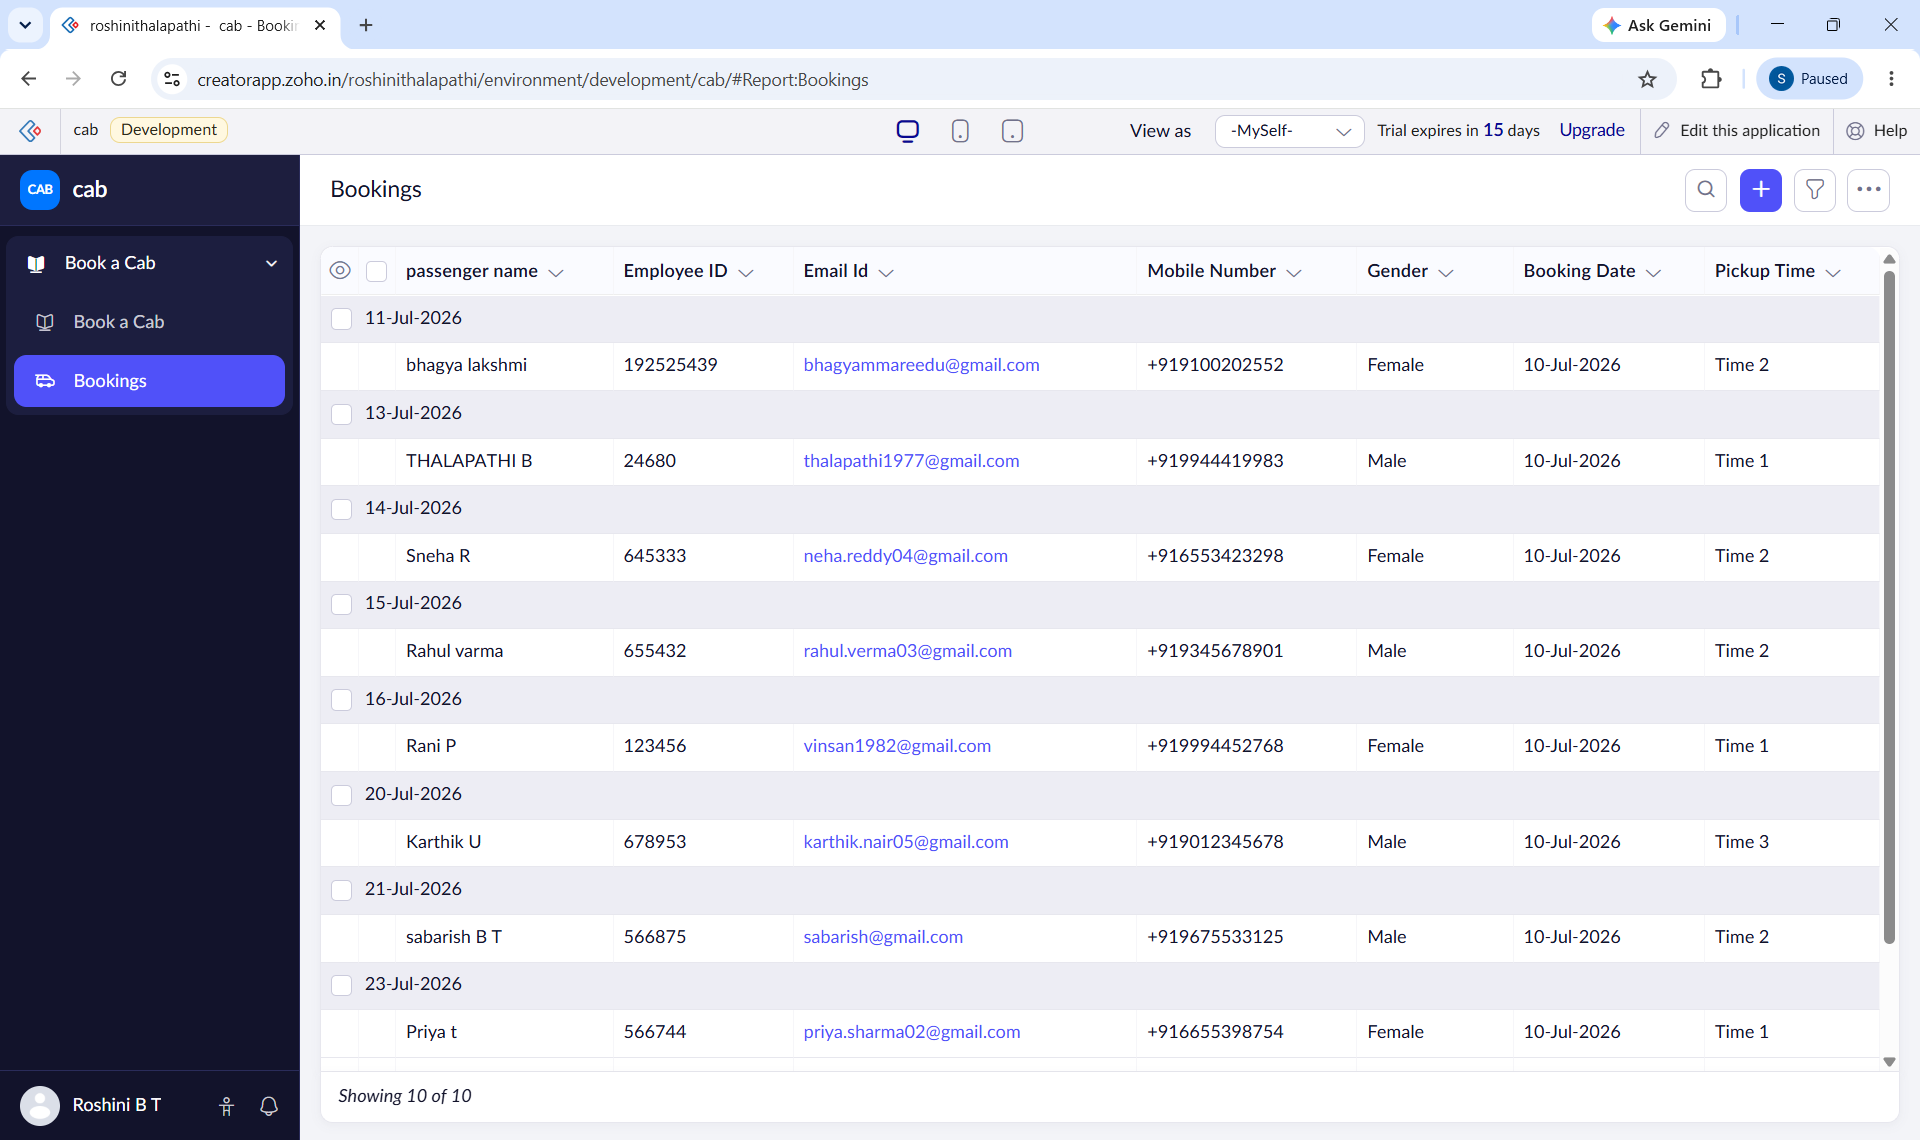 roshinithalapathi - cab - Bookin
Ask Gemini
creatorapp.zoho.in/roshinithalapathi/environment/development/cab/#Report:Bookings
S Paused
cab Development View as -MySelf- Trial expires in 15 days Upgrade Edit this application Help
CAB cab
Bookings
Book a Cab
Book a Cab
Bookings
passenger name Employee ID Email Id Mobile Number Gender Booking Date Pickup Time
11-Jul-2026
bhagya lakshmi 192525439 bhagyammareedu@gmail.com +919100202552 Female 10-Jul-2026 Time 2
13-Jul-2026
THALAPATHI B 24680 thalapathi1977@gmail.com +919944419983 Male 10-Jul-2026 Time 1
14-Jul-2026
Sneha R 645333 neha.reddy04@gmail.com +916553423298 Female 10-Jul-2026 Time 2
15-Jul-2026
Rahul varma 655432 rahul.verma03@gmail.com +919345678901 Male 10-Jul-2026 Time 2
16-Jul-2026
Rani P 123456 vinsan1982@gmail.com +919994452768 Female 10-Jul-2026 Time 1
20-Jul-2026
Karthik U 678953 karthik.nair05@gmail.com +919012345678 Male 10-Jul-2026 Time 3
21-Jul-2026
sabarish B T 566875 sabarish@gmail.com +919675533125 Male 10-Jul-2026 Time 2
23-Jul-2026
Priya t 566744 priya.sharma02@gmail.com +916655398754 Female 10-Jul-2026 Time 1
Showing 10 of 10
Roshini B T